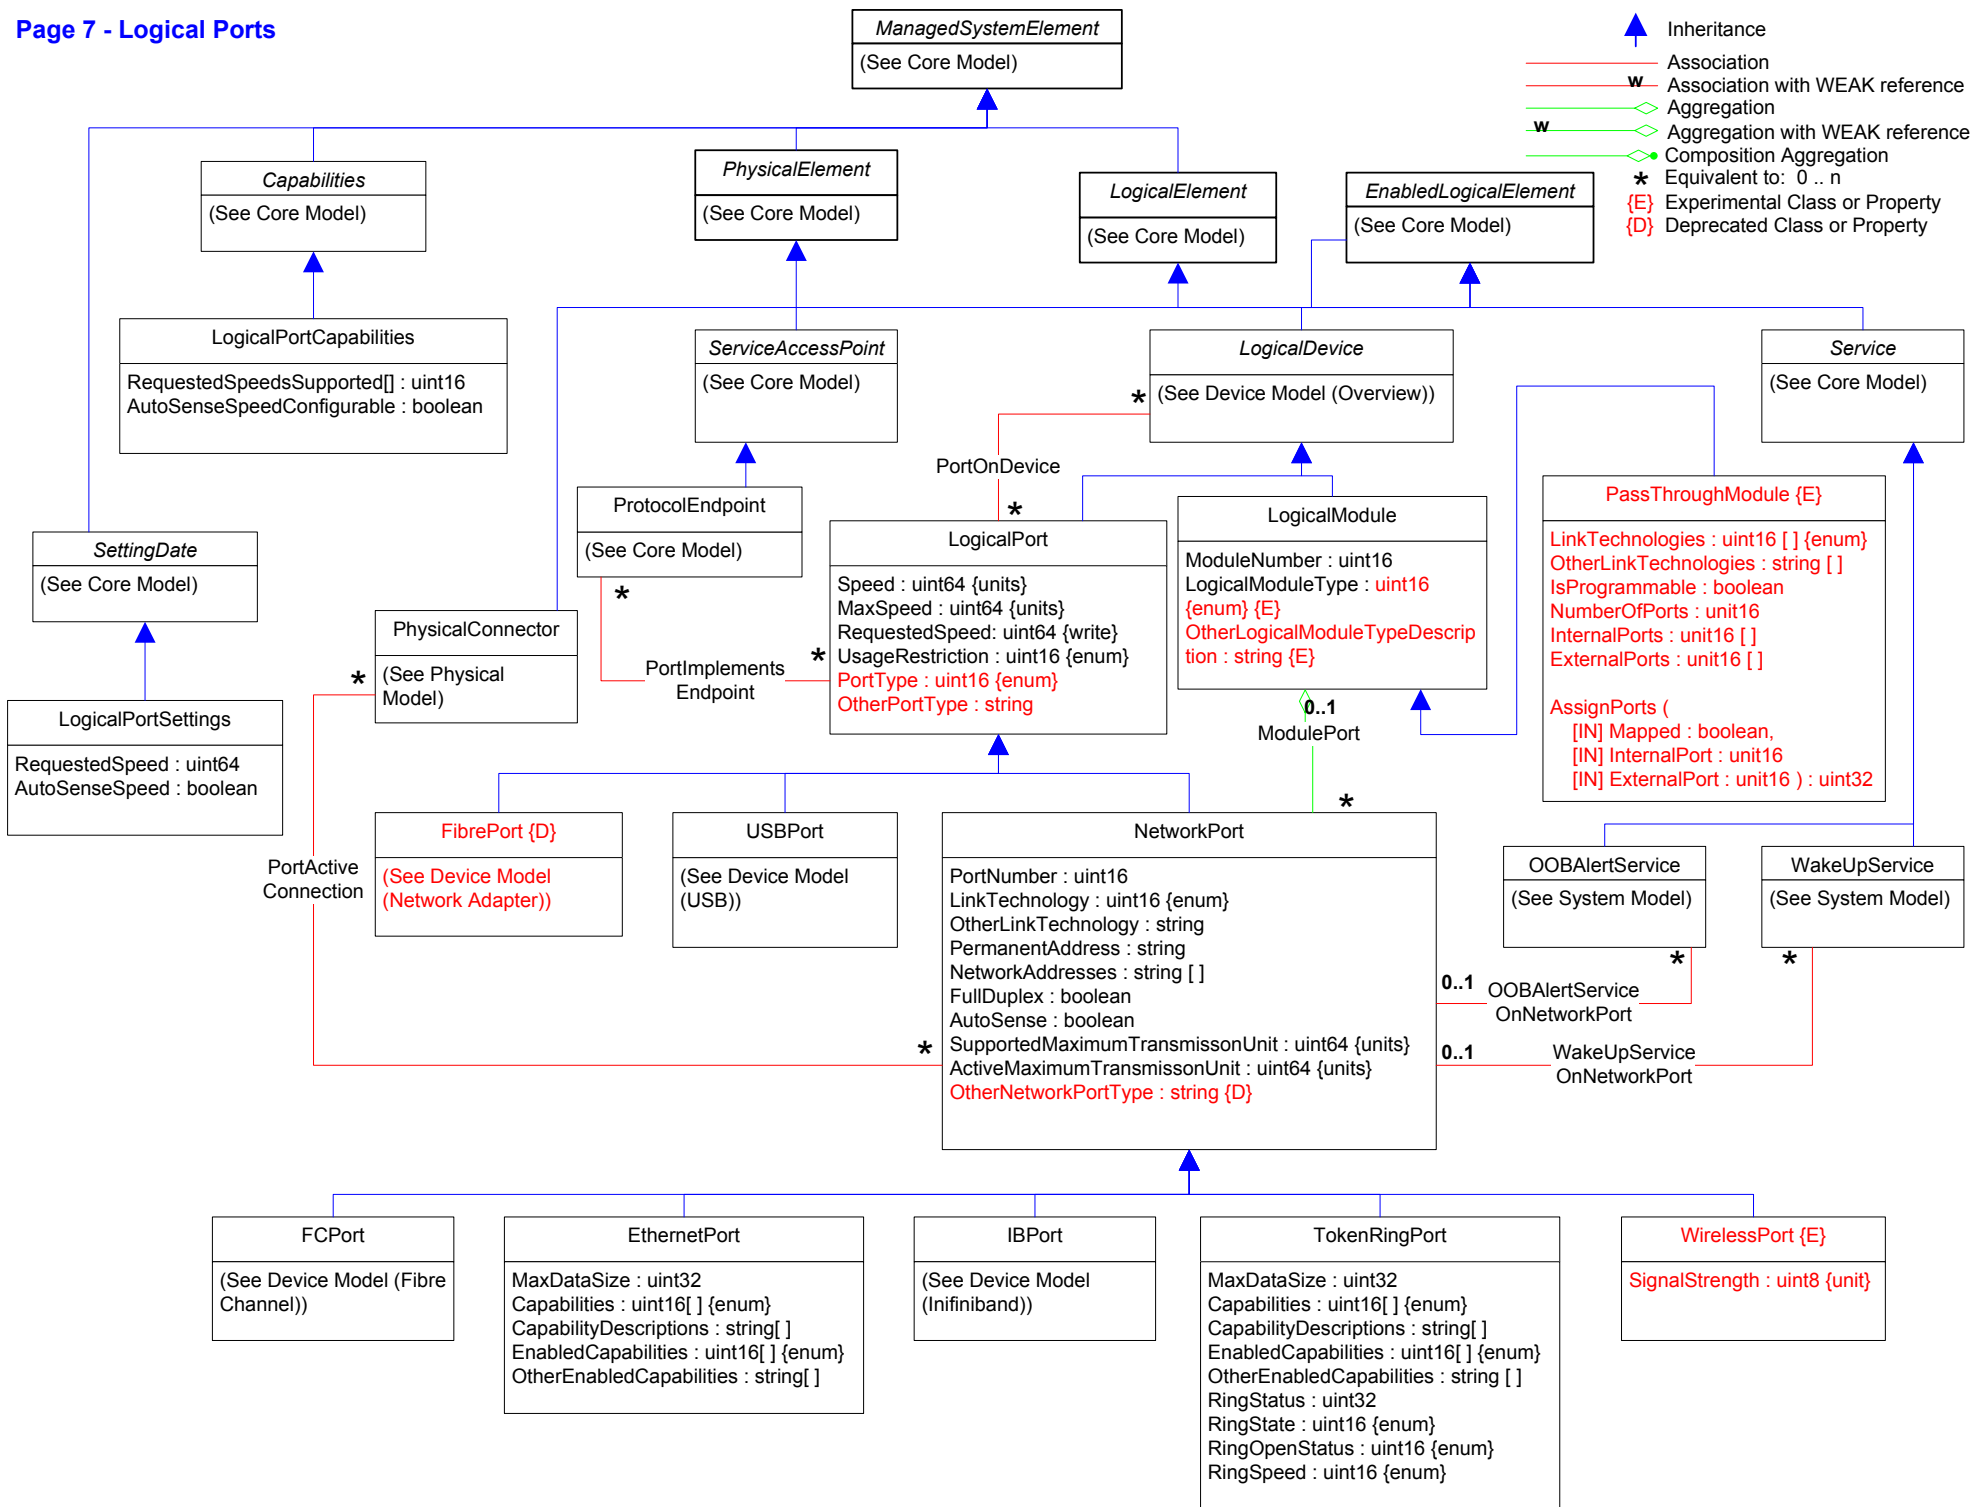 Page 7 - Logical Ports
ManagedSystemElement
(See Core Model)
Inheritance
Association
w
Association with WEAK reference
Aggregation
w
Aggregation with WEAK reference
Composition Aggregation
* Equivalent to: 0 .. n
{E} Experimental Class or Property
{D} Deprecated Class or Property
Capabilities
(See Core Model)
PhysicalElement
(See Core Model)
LogicalElement
(See Core Model)
EnabledLogicalElement
(See Core Model)
LogicalPortCapabilities
RequestedSpeedsSupported[] : uint16
AutoSenseSpeedConfigurable : boolean
ServiceAccessPoint
(See Core Model)
LogicalDevice
(See Device Model (Overview))
*
Service
(See Core Model)
PortOnDevice
*
SettingDate
(See Core Model)
ProtocolEndpoint
(See Core Model)
*
LogicalPort
Speed : uint64 {units}
MaxSpeed : uint64 {units}
RequestedSpeed: uint64 {write}
UsageRestriction : uint16 {enum}
PortType : uint16 {enum}
OtherPortType : string
LogicalModule
ModuleNumber : uint16
LogicalModuleType : uint16
{enum} {E}
OtherLogicalModuleTypeDescrip
tion : string {E}
PassThroughModule {E}
LinkTechnologies : uint16 [ ] {enum}
OtherLinkTechnologies : string [ ]
IsProgrammable : boolean
NumberOfPorts : unit16
InternalPorts : unit16 [ ]
ExternalPorts : unit16 [ ]
AssignPorts (
[IN] Mapped : boolean,
[IN] InternalPort : unit16
[IN] ExternalPort : unit16 ) : uint32
PhysicalConnector
(See Physical
Model)
*
PortImplements
Endpoint
*
LogicalPortSettings
RequestedSpeed : uint64
AutoSenseSpeed : boolean
0..1
ModulePort
*
PortActive
Connection
FibrePort {D}
(See Device Model
(Network Adapter))
USBPort
(See Device Model
(USB))
NetworkPort
PortNumber : uint16
LinkTechnology : uint16 {enum}
OtherLinkTechnology : string
PermanentAddress : string
NetworkAddresses : string [ ]
FullDuplex : boolean
AutoSense : boolean
SupportedMaximumTransmissonUnit : uint64 {units}
ActiveMaximumTransmissonUnit : uint64 {units}
OtherNetworkPortType : string {D}
*
OOBAlertService
(See System Model)
*
WakeUpService
(See System Model)
*
0..1
OOBAlertService
OnNetworkPort
0..1
WakeUpService
OnNetworkPort
FCPort
(See Device Model (Fibre
Channel))
EthernetPort
MaxDataSize : uint32
Capabilities : uint16[ ] {enum}
CapabilityDescriptions : string[ ]
EnabledCapabilities : uint16[ ] {enum}
OtherEnabledCapabilities : string[ ]
IBPort
(See Device Model
(Inifiniband))
TokenRingPort
MaxDataSize : uint32
Capabilities : uint16[ ] {enum}
CapabilityDescriptions : string[ ]
EnabledCapabilities : uint16[ ] {enum}
OtherEnabledCapabilities : string [ ]
RingStatus : uint32
RingState : uint16 {enum}
RingOpenStatus : uint16 {enum}
RingSpeed : uint16 {enum}
WirelessPort {E}
SignalStrength : uint8 {unit}